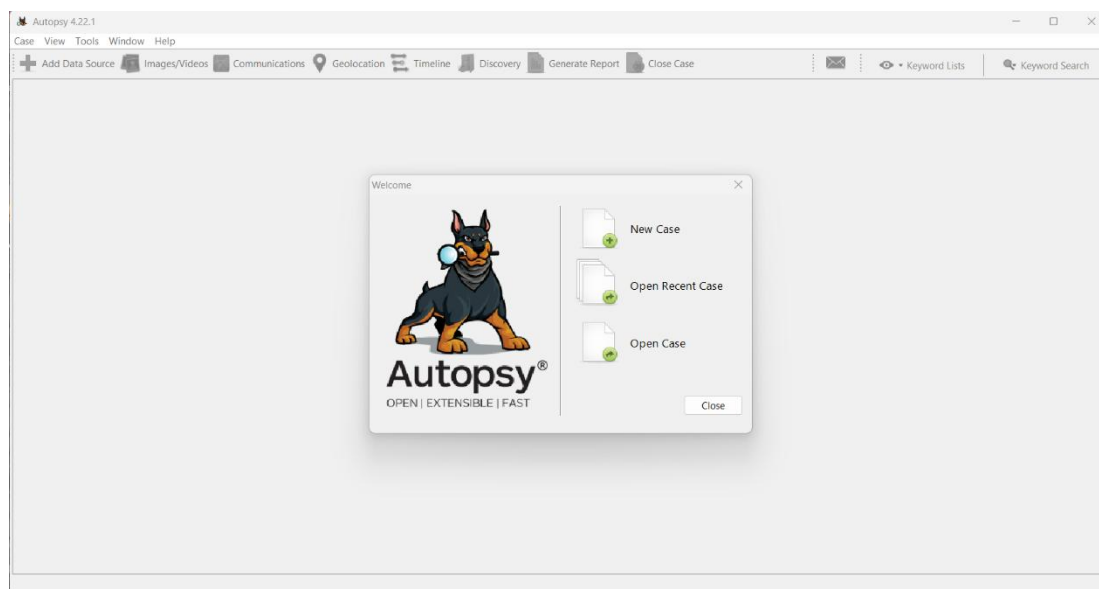 Autopsy 4.22.1
Case View Tools Window Help
Add Data Source Images/Videos Communications Geolocation Timeline Discovery Generate Report Close Case Keyword Lists Keyword Search
Welcome
New Case
Open Recent Case
Open Case
Autopsy®
OPEN | EXTENSIBLE | FAST
Close